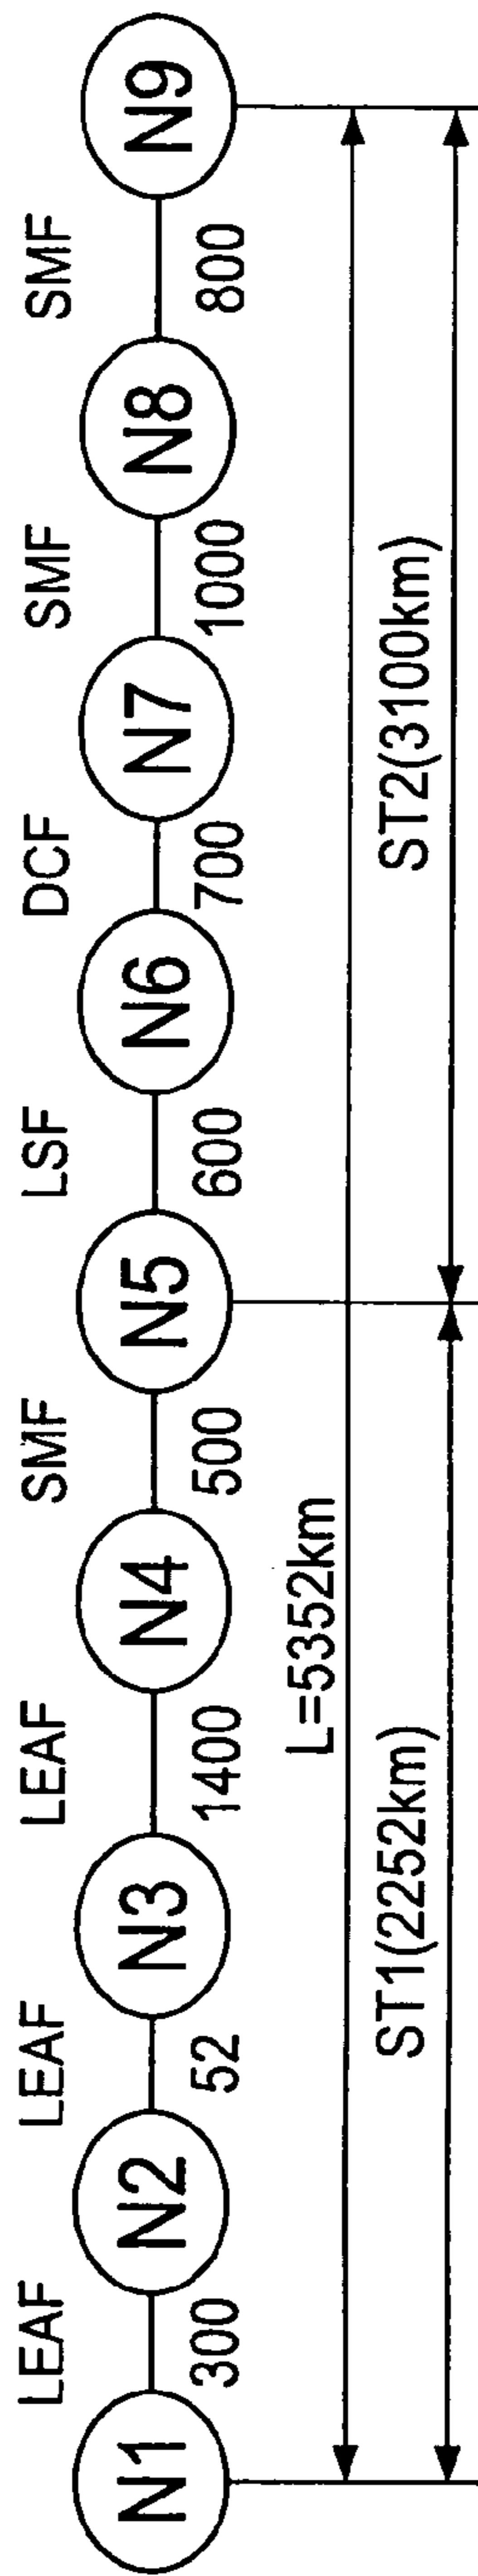 LEAF LEAF LEAF SMF LSF DCF SMF SMF
N1 N2 N3 N4 N5 N6 N7 N8 N9
300 52 1400 500 600 700 1000 800
L=5352km
ST1(2252km) ST2(3100km)